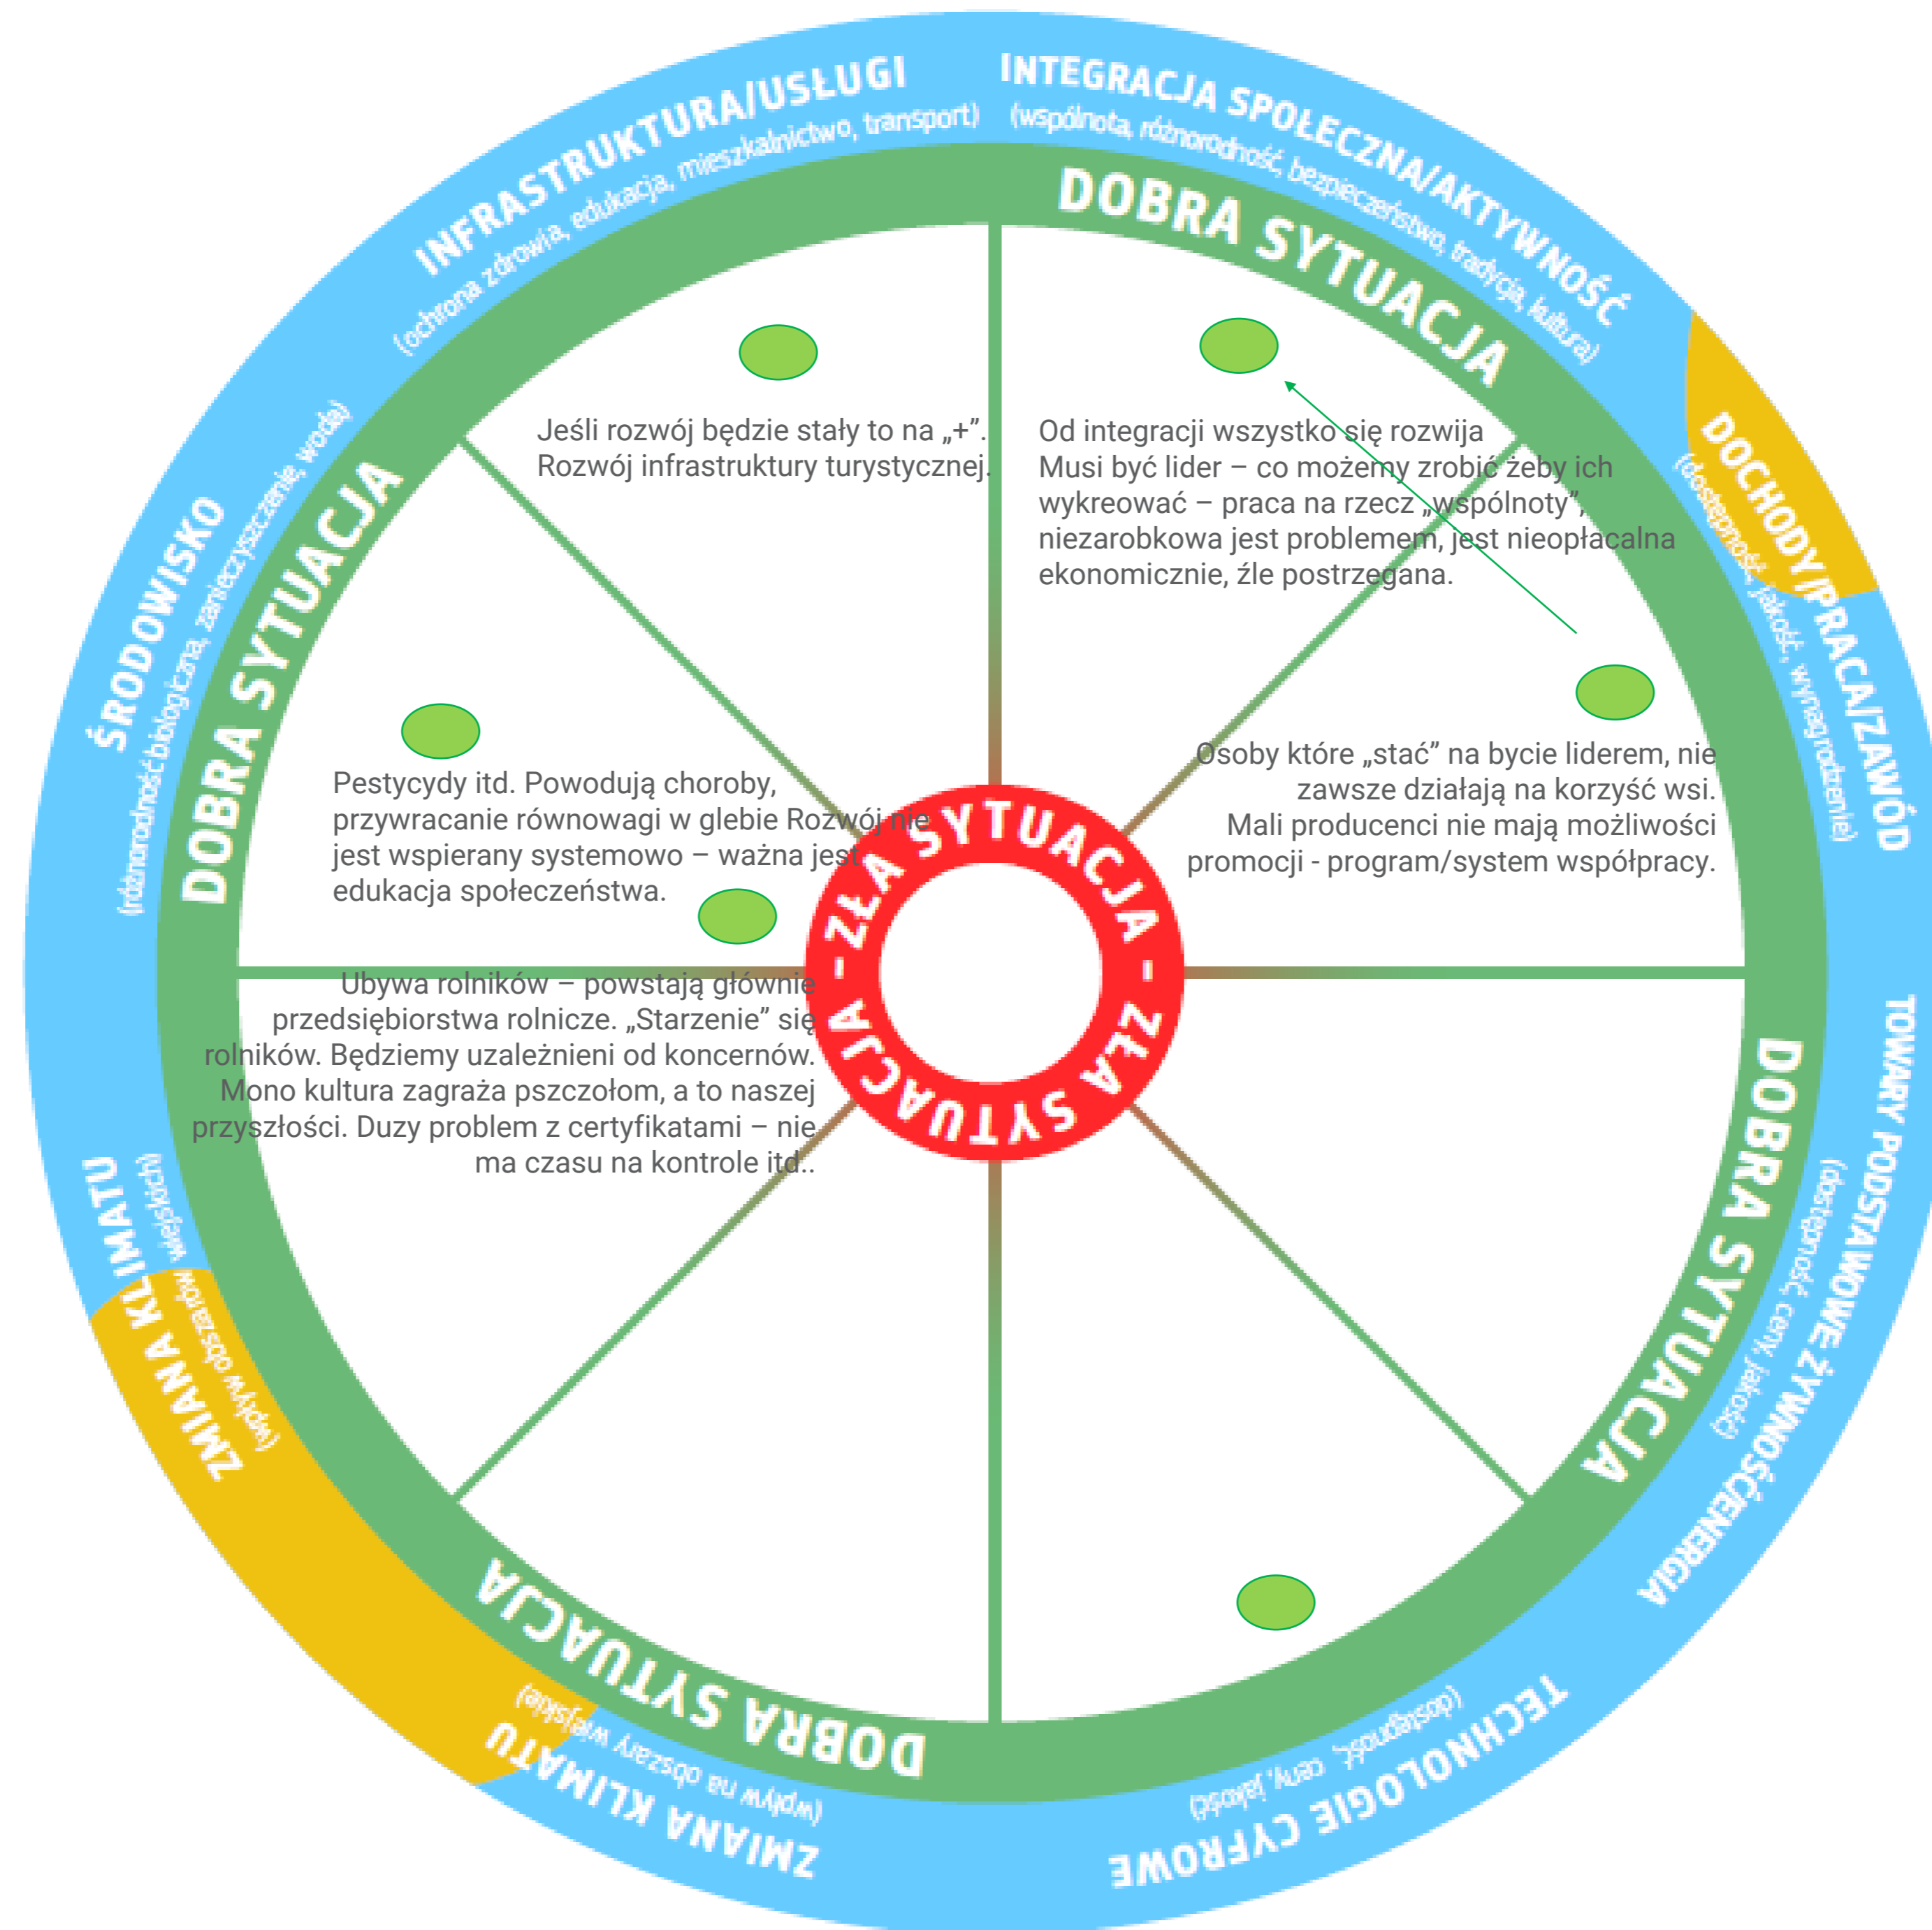 INFRASTRUKTURA/USŁUGI
(ochrona zdrowia, edukacja, mieszkalnictwo, transport)
INTEGRACJA SPOŁECZNA/AKTYWNOŚĆ
(wspólnota, różnorodność, bezpieczeństwo, tradycja, kultura)
DOCHODY/PRACA/ZAWÓD
(dostępność, jakość, wynagrodzenie)
TOWARY PODSTAWOWE ŻYWNOŚĆ/ENERGIA
(dostępność, ceny, jakość)
TECHNOLOGIE CYFROWE
(dostępność, ceny, jakość)
ZMIANA KLIMATU
(wpływ na obszary wiejskie)
ZMIANA KLIMATU
(wpływ obszarów wiejskich)
ŚRODOWISKO
(różnorodność biologiczna, zanieczyszczenie, woda)
DOBRA SYTUACJA
DOBRA SYTUACJA
DOBRA SYTUACJA
DOBRA SYTUACJA
Jeśli rozwój będzie stały to na „+”.
Rozwój infrastruktury turystycznej.
Od integracji wszystko się rozwija
Musi być lider – co możemy zrobić żeby ich
wykreować – praca na rzecz „wspólnoty”,
niezarobkowa jest problemem, jest nieopłacalna
ekonomicznie, źle postrzegana.
Osoby które „stać” na bycie liderem, nie
zawsze działają na korzyść wsi.
Mali producenci nie mają możliwości
promocji - program/system współpracy.
Pestycydy itd. Powodują choroby,
przywracanie równowagi w glebie Rozwój nie
jest wspierany systemowo – ważna jest
edukacja społeczeństwa.
Ubywa rolników – powstają głównie
przedsiębiorstwa rolnicze. „Starzenie” się
rolników. Będziemy uzależnieni od koncernów.
Mono kultura zagraża pszczołom, a to naszej
przyszłości. Duzy problem z certyfikatami – nie
ma czasu na kontrole itd..
ZŁA SYTUACJA - ZŁA SYTUACJA -